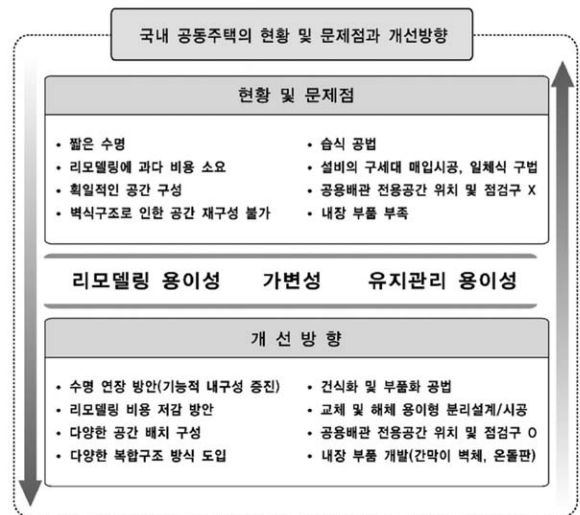 국내 공동주택의 현황 및 문제점과 개선방향
현황 및 문제점
• 짧은 수명
• 리모델링에 과다 비용 소요
• 획일적인 공간 구성
• 벽식구조로 인한 공간 재구성 불가
• 습식 공법
• 설비의 구세대 매입시공, 일체식 구법
• 공용배관 전용공간 위치 및 점검구 X
• 내장 부품 부족
리모델링 용이성 가변성 유지관리 용이성
개 선 방 향
• 수명 연장 방안(기능적 내구성 증진)
• 리모델링 비용 저감 방안
• 다양한 공간 배치 구성
• 다양한 복합구조 방식 도입
• 건식화 및 부품화 공법
• 교체 및 해체 용이형 분리설계/시공
• 공용배관 전용공간 위치 및 점검구 O
• 내장 부품 개발(간막이 벽체, 온돌판)